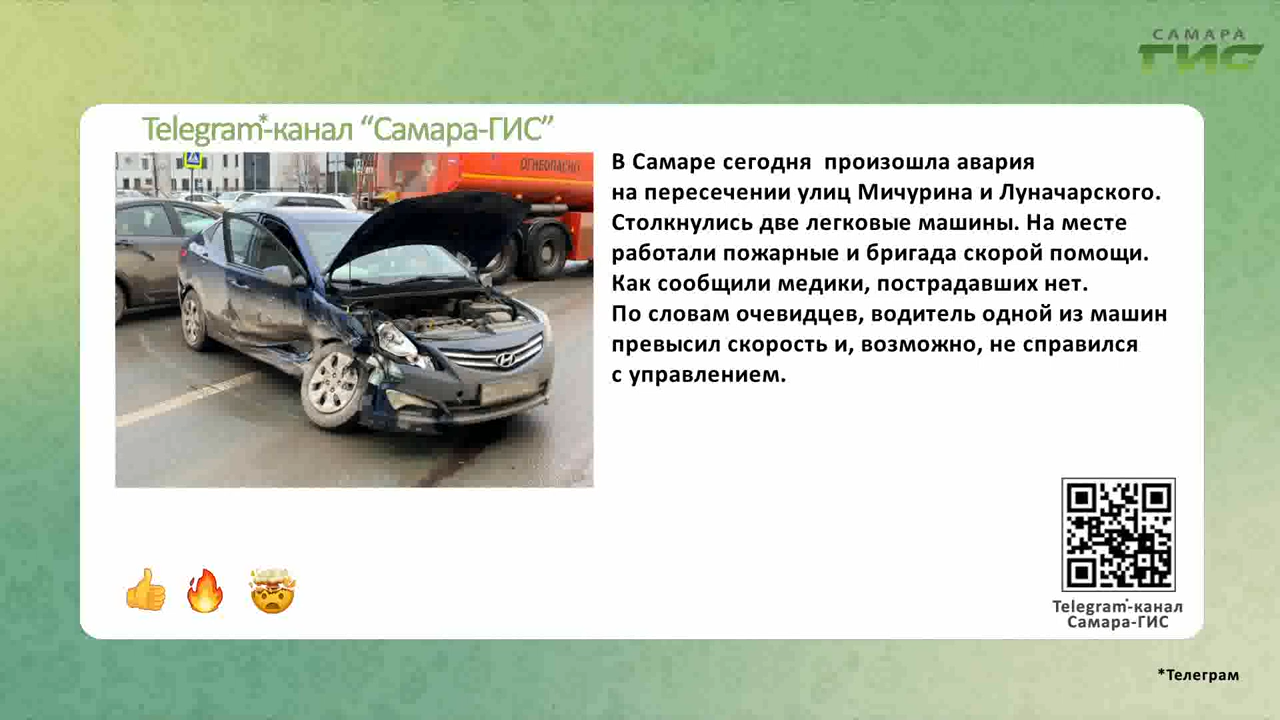 САМАРА
ГИС
Telegram*-канал “Самара-ГИС”
ОГНЕОПАСНО
В Самаре сегодня произошла авария
на пересечении улиц Мичурина и Луначарского.
Столкнулись две легковые машины. На месте
работали пожарные и бригада скорой помощи.
Как сообщили медики, пострадавших нет.
По словам очевидцев, водитель одной из машин
превысил скорость и, возможно, не справился
с управлением.
Telegram*-канал
Самара-ГИС
*Телеграм